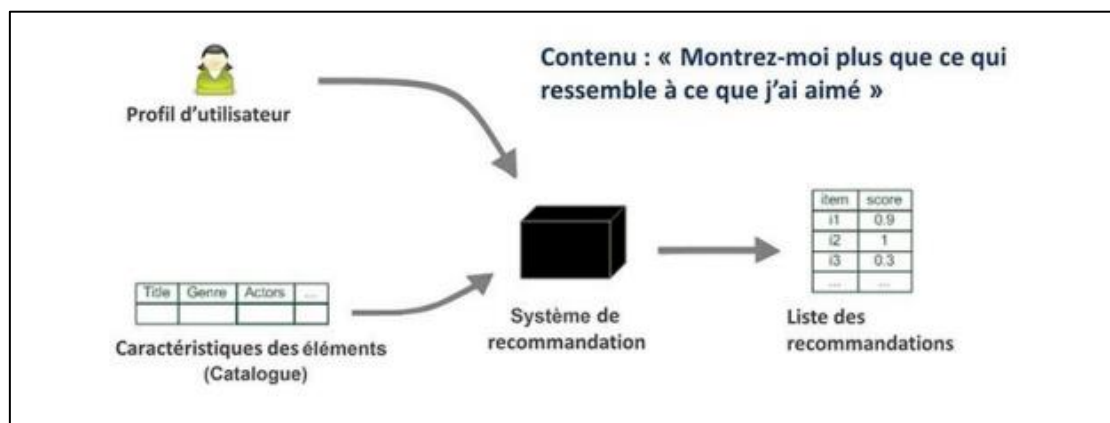 Contenu : « Montrez-moi plus que ce qui
ressemble à ce que j'ai aimé »
Profil d'utilisateur
Title Genre Actors ...
Caractéristiques des éléments
(Catalogue)
Système de
recommandation
item score
i1 0.9
i2 1
i3 0.3
... ...
Liste des
recommandations